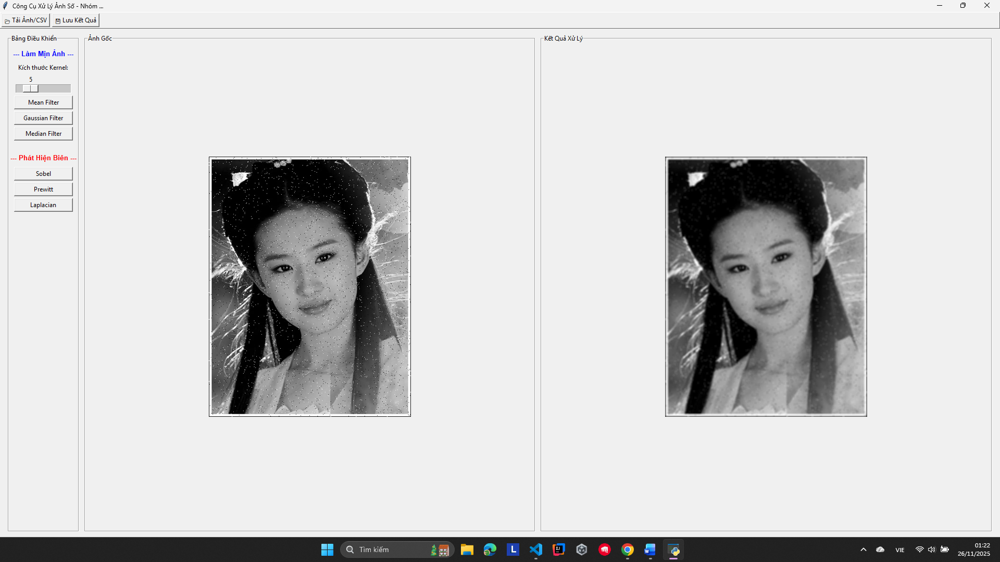 Công Cụ Xử Lý Ảnh Số - Nhóm ...
Tải Ảnh/CSV
Lưu Kết Quả
Bảng Điều Khiển
--- Làm Mịn Ảnh ---
Kích thước Kernel:
5
Mean Filter
Gaussian Filter
Median Filter
--- Phát Hiện Biên ---
Sobel
Prewitt
Laplacian
Ảnh Gốc
Kết Quả Xử Lý
Tìm kiếm
L
IJ
W
VIE
01:22
26/11/2025